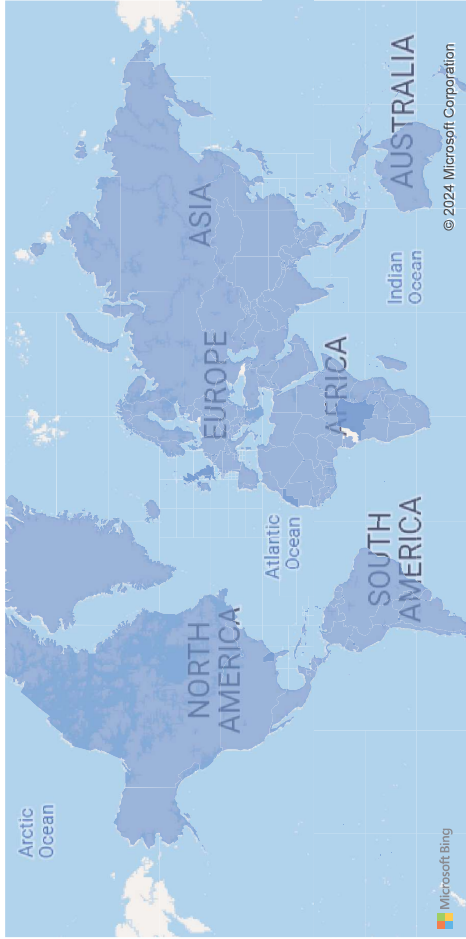 Arctic
Ocean
NORTH
AMERICA
Atlantic
Ocean
SOUTH
AMERICA
EUROPE
AFRICA
ASIA
Indian
Ocean
AUSTRALIA
Microsoft Bing
© 2024 Microsoft Corporation